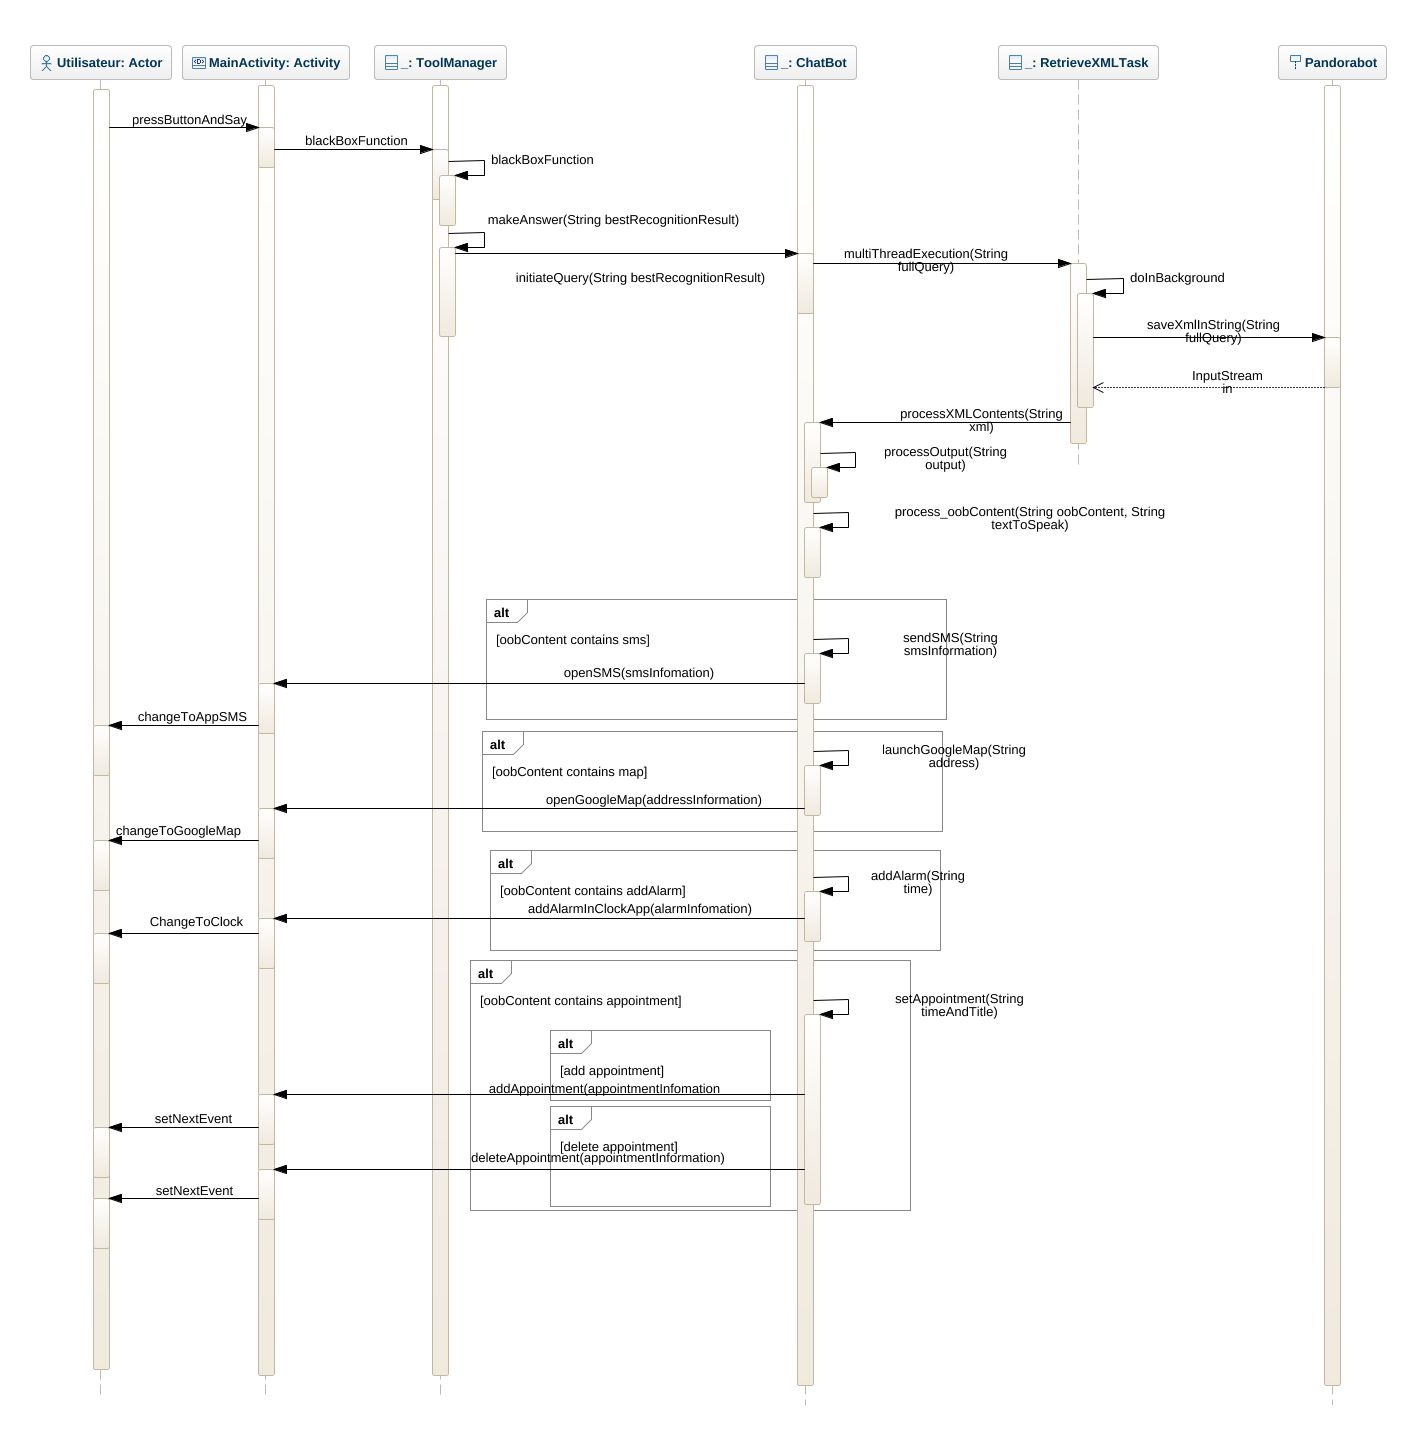 Utilisateur: Actor
MainActivity: Activity
_: ToolManager
_: ChatBot
_: RetrieveXMLTask
Pandorabot
pressButtonAndSay
blackBoxFunction
blackBoxFunction
makeAnswer(String bestRecognitionResult)
initiateQuery(String bestRecognitionResult)
multiThreadExecution(String
fullQuery)
doInBackground
saveXmlInString(String
fullQuery)
InputStream
in
processXMLContents(String
xml)
processOutput(String
output)
process_oobContent(String oobContent, String
textToSpeak)
alt
[oobContent contains sms]
sendSMS(String
smsInformation)
openSMS(smsInfomation)
changeToAppSMS
alt
[oobContent contains map]
launchGoogleMap(String
address)
openGoogleMap(addressInformation)
changeToGoogleMap
alt
[oobContent contains addAlarm]
addAlarm(String
time)
addAlarmInClockApp(alarmInfomation)
ChangeToClock
alt
[oobContent contains appointment]
setAppointment(String
timeAndTitle)
alt
[add appointment]
addAppointment(appointmentInfomation
setNextEvent
alt
[delete appointment]
deleteAppointment(appointmentInformation)
setNextEvent